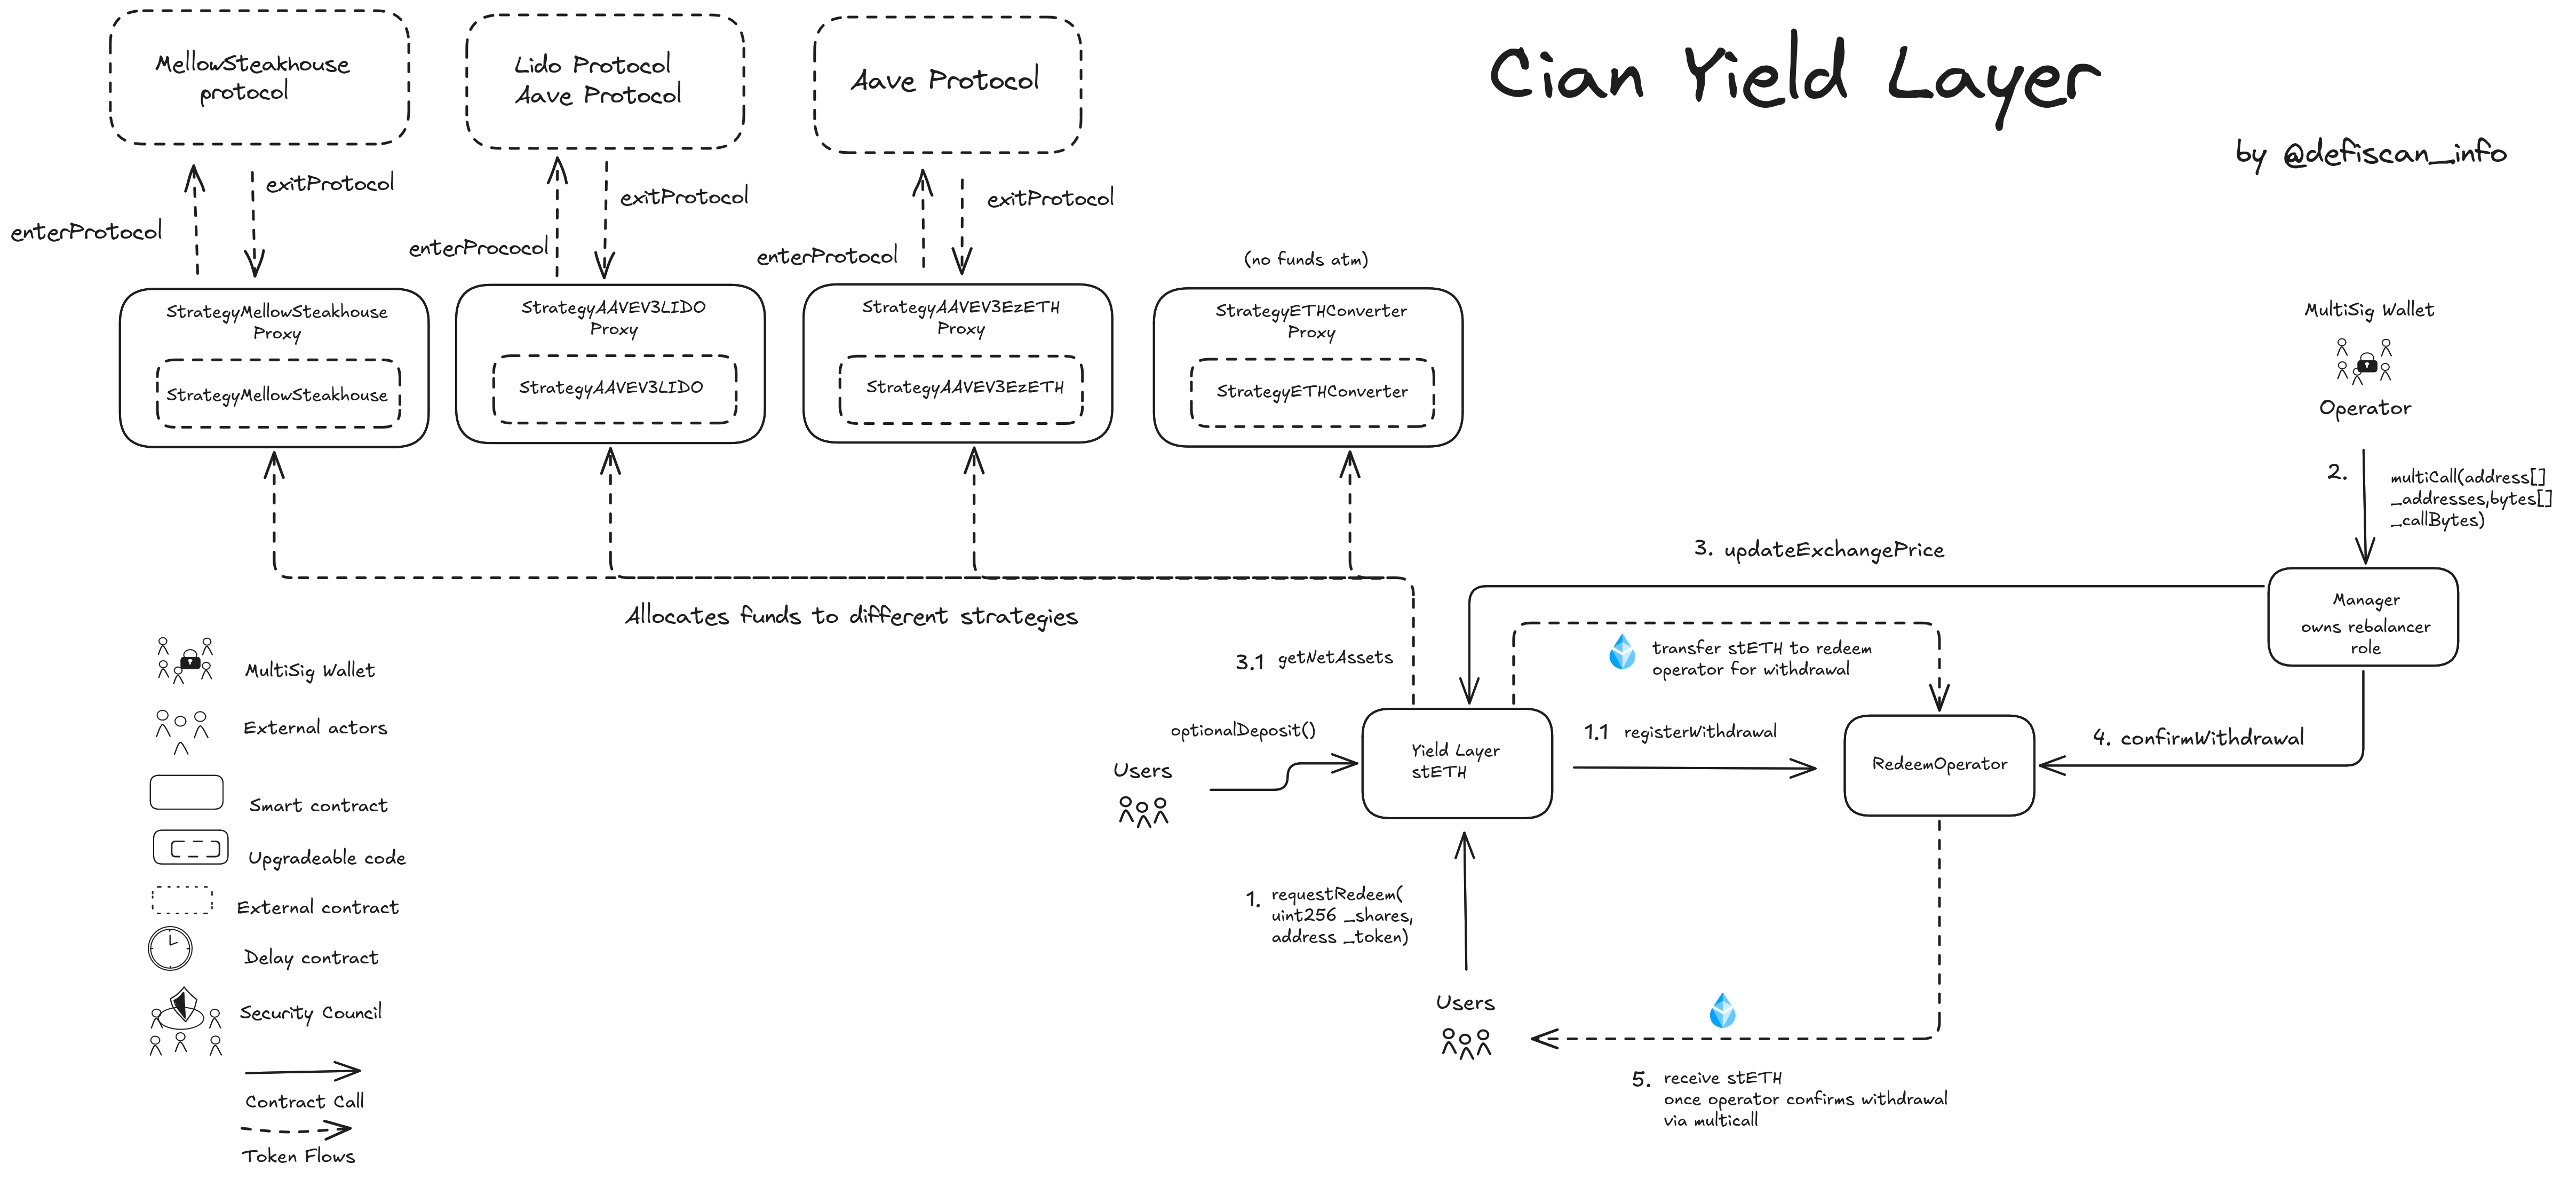 Cian Yield Layer
by @defiscan_info
MellowSteakhouse
protocol
Lido Protocol
Aave Protocol
Aave Protocol
enterProtocol
exitProtocol
enterPrococol
exitProtocol
enterProtocol
exitProtocol
(no funds atm)
StrategyMellowSteakhouse
Proxy
StrategyMellowSteakhouse
StrategyAAVEV3LIDO
Proxy
StrategyAAVEV3LIDO
StrategyAAVEV3EzETH
Proxy
StrategyAAVEV3EzETH
StrategyETHConverter
Proxy
StrategyETHConverter
MultiSig Wallet
Operator
2.
multiCall(address[]
_addresses,bytes[]
_callBytes)
3. updateExchangePrice
Manager
owns rebalancer
role
Allocates funds to different strategies
3.1 getNetAssets
transfer stETH to redeem
operator for withdrawal
optionalDeposit()
Users
Yield Layer
stETH
1.1 registerWithdrawal
RedeemOperator
4. confirmWithdrawal
1. requestRedeem(
uint256 _shares,
address _token)
Users
5. receive stETH
once operator confirms withdrawal
via multicall
MultiSig Wallet
External actors
Smart contract
Upgradeable code
External contract
Delay contract
Security Council
Contract Call
Token Flows